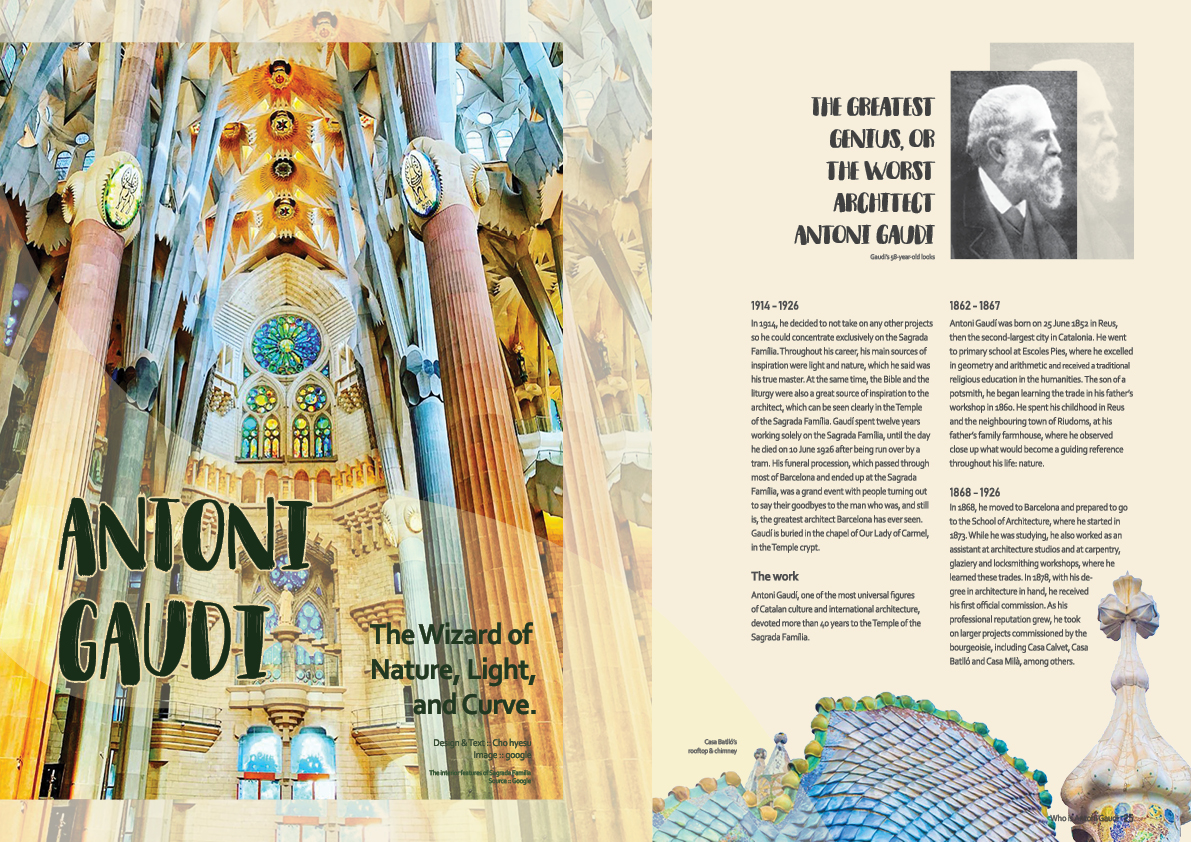 ANTONI
GAUDI
The Wizard of
Nature, Light,
and Curve.
Design & Text :: Cho hyesu
Image :: google
The interior features of Sagrada Familia
Source :: Google
THE GREATEST
GENIUS, OR
THE WORST
ARCHITECT
ANTONI GAUDI
Gaudi's 58-year-old looks
1914 - 1926
In 1914, he decided to not take on any other projects
so he could concentrate exclusively on the Sagrada
Família. Throughout his career, his main sources of
inspiration were light and nature, which he said was
his true master. At the same time, the Bible and the
liturgy were also a great source of inspiration to the
architect, which can be seen clearly in the Temple
of the Sagrada Família. Gaudí spent twelve years
working solely on the Sagrada Família, until the day
he died on 10 June 1926 after being run over by a
tram. His funeral procession, which passed through
most of Barcelona and ended up at the Sagrada
Família, was a grand event with people turning out
to say their goodbyes to the man who was, and still
is, the greatest architect Barcelona has ever seen.
Gaudí is buried in the chapel of Our Lady of Carmel,
in the Temple crypt.
The work
Antoni Gaudí, one of the most universal figures
of Catalan culture and international architecture,
devoted more than 40 years to the Temple of the
Sagrada Família.
1862 - 1867
Antoni Gaudí was born on 25 June 1852 in Reus,
then the second-largest city in Catalonia. He went
to primary school at Escoles Pies, where he excelled
in geometry and arithmetic and received a traditional
religious education in the humanities. The son of a
potsmith, he began learning the trade in his father's
workshop in 1860. He spent his childhood in Reus
and the neighbouring town of Riudoms, at his
father's family farmhouse, where he observed
close up what would become a guiding reference
throughout his life: nature.
1868 - 1926
In 1868, he moved to Barcelona and prepared to go
to the School of Architecture, where he started in
1873. While he was studying, he also worked as an
assistant at architecture studios and at carpentry,
glaziery and locksmithing workshops, where he
learned these trades. In 1878, with his de-
gree in architecture in hand, he received
his first official commission. As his
professional reputation grew, he took
on larger projects commissioned by the
bourgeoisie, including Casa Calvet, Casa
Batlló and Casa Milà, among others.
Casa Batlló's
rooftop & chimney
Who is Antoni Gaudi